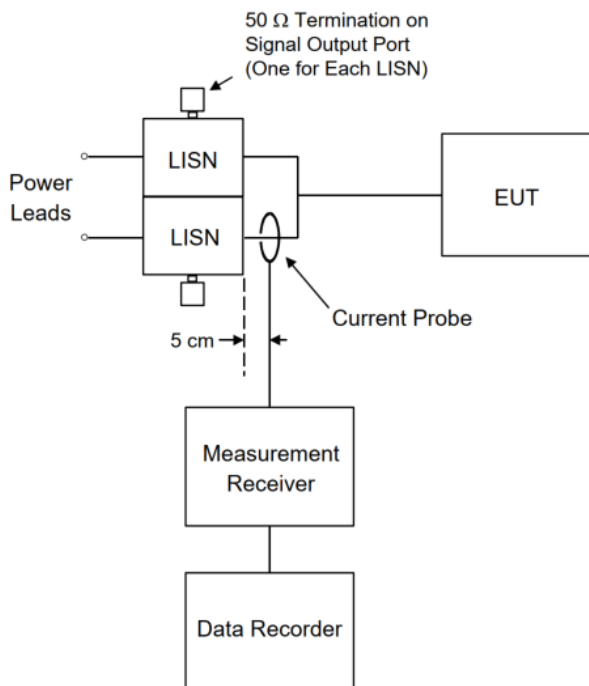 50 Ω Termination on
Signal Output Port
(One for Each LISN)
LISN
Power
Leads
LISN
EUT
Current Probe
5 cm
Measurement
Receiver
Data Recorder